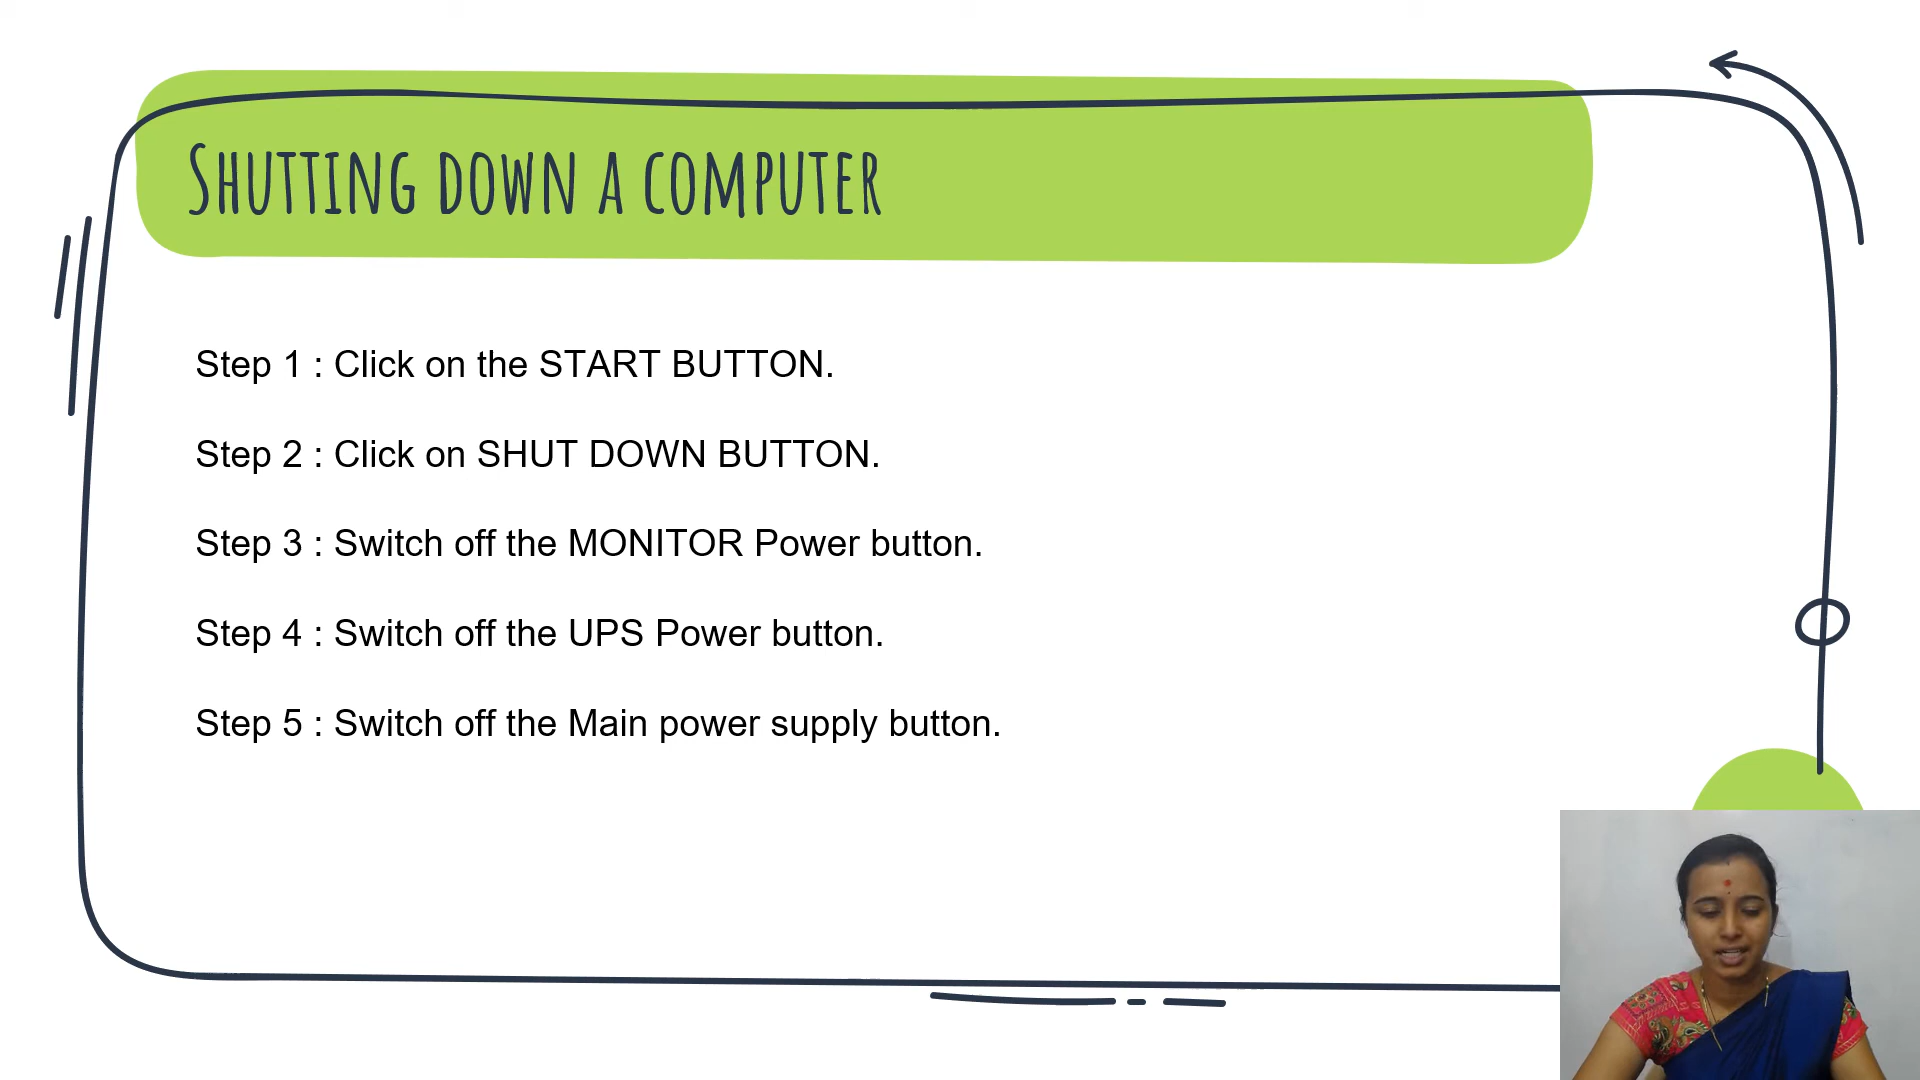 Shutting down a computer
Step 1 : Click on the START BUTTON.
Step 2 : Click on SHUT DOWN BUTTON.
Step 3 : Switch off the MONITOR Power button.
Step 4 : Switch off the UPS Power button.
Step 5 : Switch off the Main power supply button.